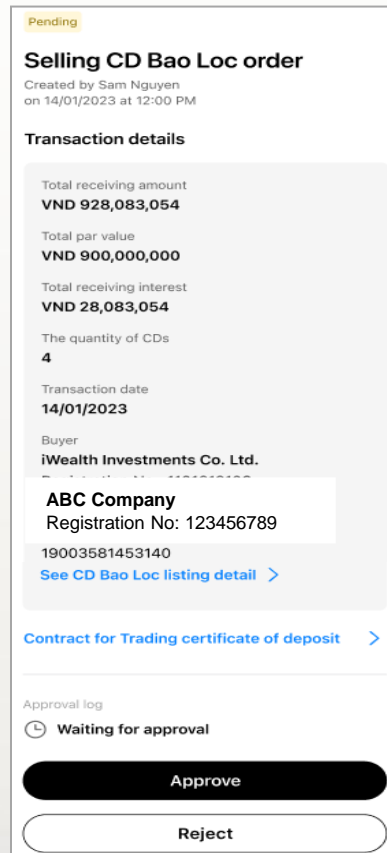 Pending
Selling CD Bao Loc order
Created by Sam Nguyen
on 14/01/2023 at 12:00 PM
Transaction details
Total receiving amount
VND 928,083,054
Total par value
VND 900,000,000
Total receiving interest
VND 28,083,054
The quantity of CDs
4
Transaction date
14/01/2023
Buyer
iWealth Investments Co. Ltd.
ABC Company
Registration No: 123456789
19003581453140
See CD Bao Loc listing detail
Contract for Trading certificate of deposit
Approval log
Waiting for approval
Approve
Reject